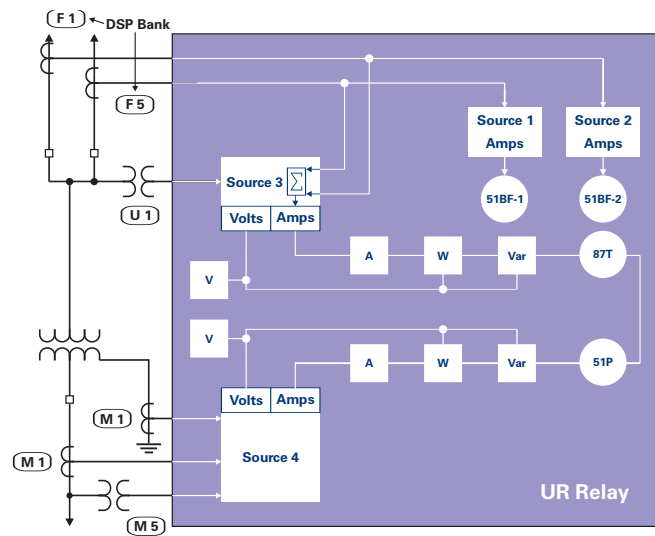 F 1
DSP Bank
F 5
Source 1
Amps
Source 2
Amps
Source 3
Σ
U 1
Volts
Amps
51BF-1
51BF-2
V
A
W
Var
87T
V
A
W
Var
51P
Volts
Amps
M 1
Source 4
M 1
M 5
UR Relay